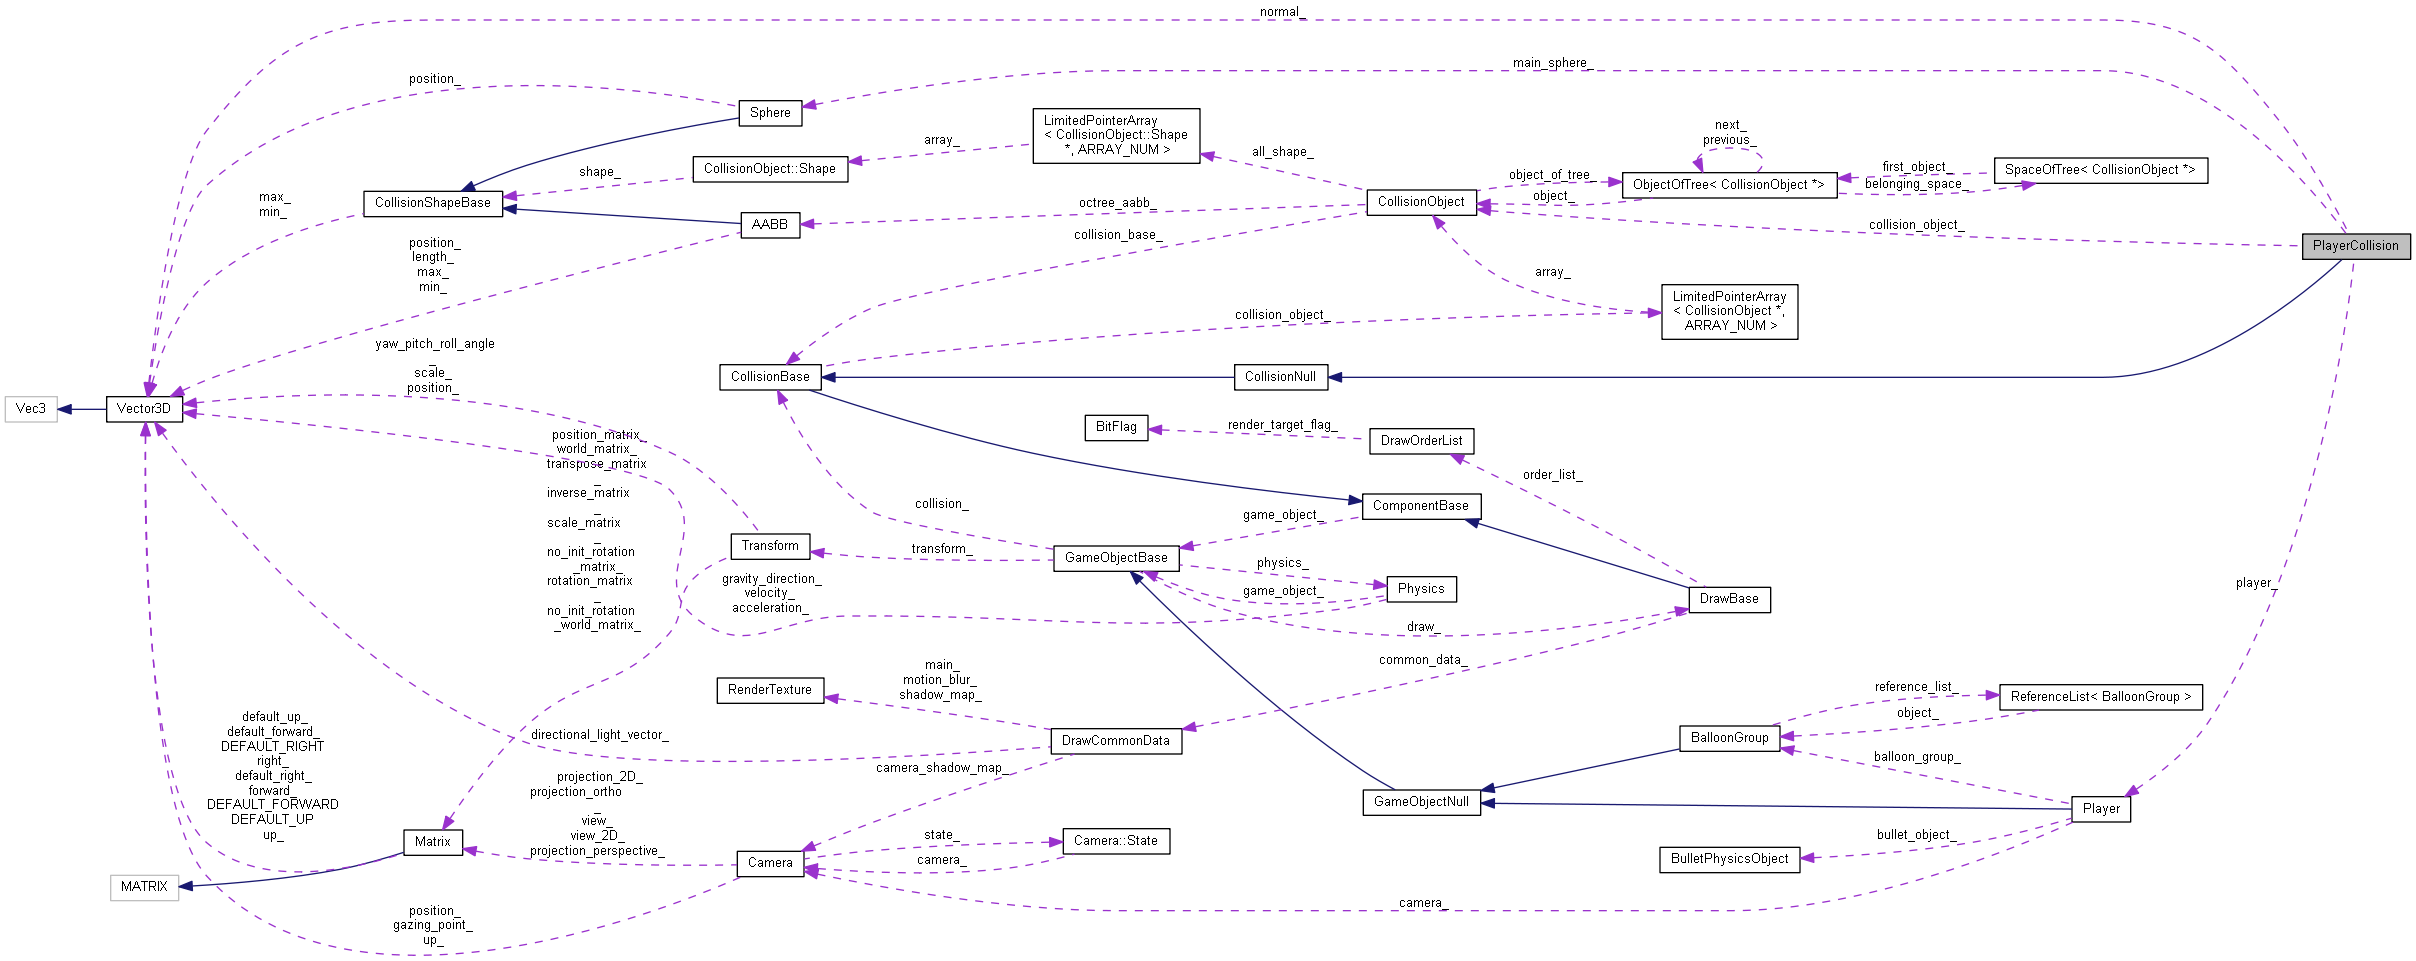 normal_
main_sphere_
position_
Sphere
LimitedPointerArray
< CollisionObject::Shape
*, ARRAY_NUM >
array_
CollisionObject::Shape
shape_
all_shape_
next_
previous_
object_of_tree_
ObjectOfTree< CollisionObject *>
first_object_
belonging_space_
SpaceOfTree< CollisionObject *>
object_
CollisionObject
collision_object_
PlayerCollision
CollisionShapeBase
max_
min_
octree_aabb_
AABB
collision_base_
position_
length_
max_
min_
array_
LimitedPointerArray
< CollisionObject *,
ARRAY_NUM >
collision_object_
yaw_pitch_roll_angle
_
scale_
position_
CollisionBase
CollisionNull
Vec3
Vector3D
BitFlag
render_target_flag_
DrawOrderList
order_list_
position_matrix_
world_matrix_
transpose_matrix
_
inverse_matrix
_
scale_matrix
_
no_init_rotation
_matrix_
rotation_matrix
_
no_init_rotation
_world_matrix_
collision_
ComponentBase
game_object_
Transform
transform_
GameObjectBase
physics_
Physics
game_object_
gravity_direction_
velocity_
acceleration_
DrawBase
draw_
player_
common_data_
main_
motion_blur_
shadow_map_
RenderTexture
reference_list_
ReferenceList< BalloonGroup >
object_
BalloonGroup
directional_light_vector_
DrawCommonData
balloon_group_
camera_shadow_map_
default_up_
default_forward_
DEFAULT_RIGHT
right_
default_right_
forward_
DEFAULT_FORWARD
DEFAULT_UP
up_
projection_2D_
projection_ortho
_
view_
view_2D_
projection_perspective_
GameObjectNull
Player
Matrix
Camera
state_
camera_
Camera::State
bullet_object_
BulletPhysicsObject
MATRIX
camera_
position_
gazing_point_
up_